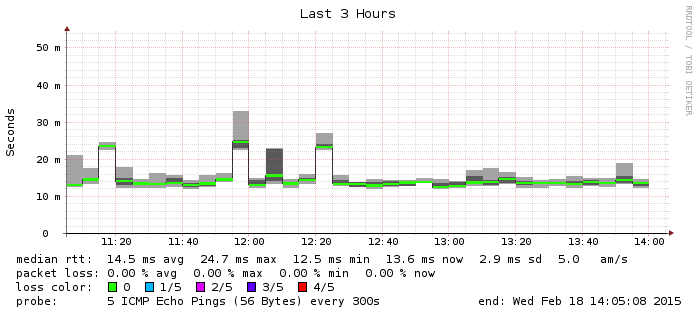 Last 3 Hours
RRDTOOL / TOBI OETIKER
Seconds
50 m
40 m
30 m
20 m
10 m
0
11:20 11:40 12:00 12:20 12:40 13:00 13:20 13:40 14:00
median rtt: 14.5 ms avg 24.7 ms max 12.5 ms min 13.6 ms now 2.9 ms sd 5.0 am/s
packet loss: 0.00 % avg 0.00 % max 0.00 % min 0.00 % now
loss color: 0 1/5 2/5 3/5 4/5
probe: 5 ICMP Echo Pings (56 Bytes) every 300s end: Wed Feb 18 14:05:08 2015